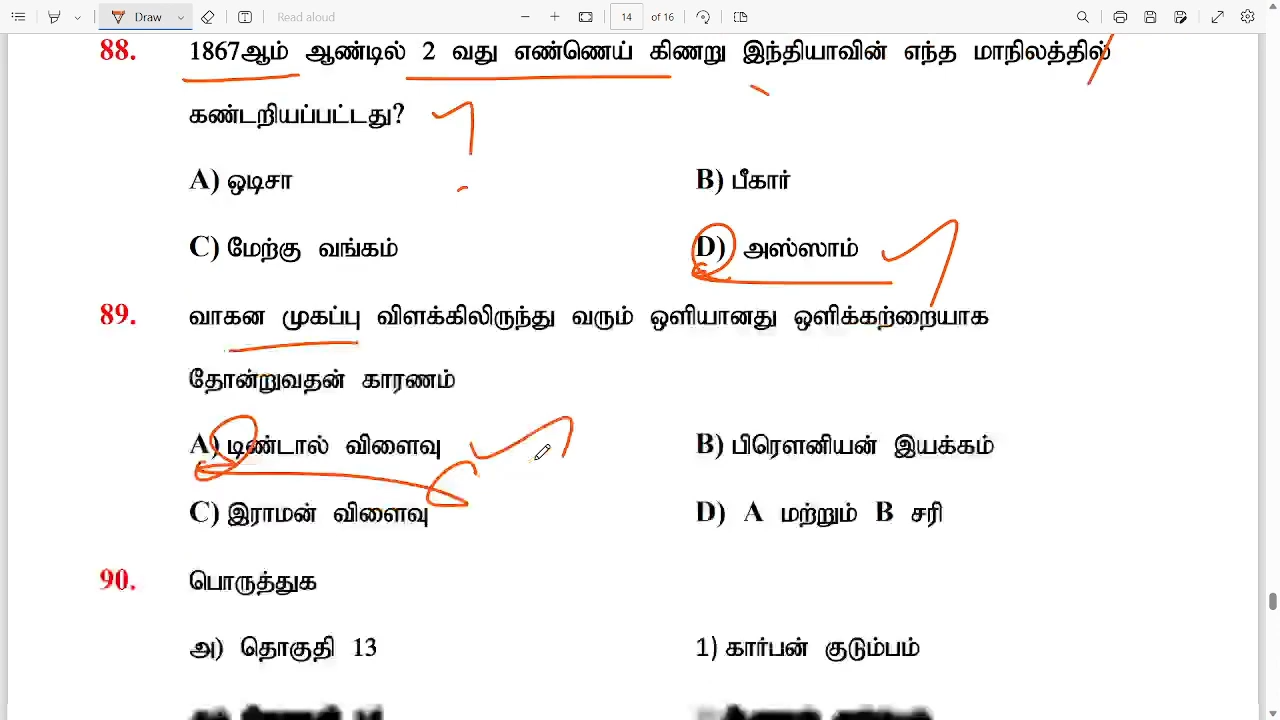 Draw
Read aloud
14 of 16
88. 1867ஆம் ஆண்டில் 2 வது எண்ணெய் கிணறு இந்தியாவின் எந்த மாநிலத்தில்
கண்டறியப்பட்டது?
A) ஒடிசா B) பீகார்
C) மேற்கு வங்கம் D) அஸ்ஸாம்
89. வாகன முகப்பு விளக்கிலிருந்து வரும் ஒளியானது ஒளிக்கற்றையாக
தோன்றுவதன் காரணம்
A) டிண்டால் விளைவு B) பிரௌனியன் இயக்கம்
C) இராமன் விளைவு D) A மற்றும் B சரி
90. பொருத்துக
அ) தொகுதி 13 1) கார்பன் குடும்பம்